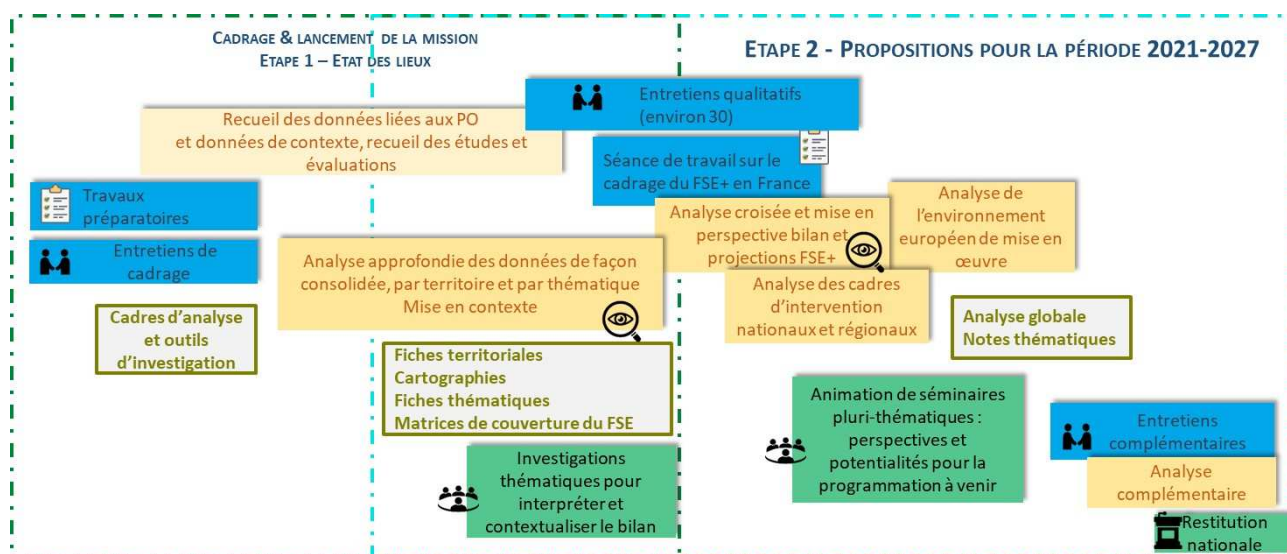 CADRAGE & LANCEMENT DE LA MISSION
ETAPE 1 – ETAT DES LIEUX
ETAPE 2 - PROPOSITIONS POUR LA PÉRIODE 2021-2027
Entretiens qualitatifs
(environ 30)
Recueil des données liées aux PO
et données de contexte, recueil des études et
évaluations
Séance de travail sur le
cadrage du FSE+ en France
Travaux
préparatoires
Analyse croisée et mise en
perspective bilan et
projections FSE+
Analyse de
l'environnement
européen de mise en
œuvre
Entretiens de
cadrage
Analyse approfondie des données de façon
consolidée, par territoire et par thématique
Mise en contexte
Analyse des cadres
d'intervention
nationaux et régionaux
Cadres d'analyse
et outils
d'investigation
Analyse globale
Notes thématiques
Fiches territoriales
Cartographies
Fiches thématiques
Matrices de couverture du FSE
Animation de séminaires
pluri-thématiques :
perspectives et
potentialités pour la
programmation à venir
Entretiens
complémentaires
Investigations
thématiques pour
interpréter et
contextualiser le bilan
Analyse
complémentaire
Restitution
nationale